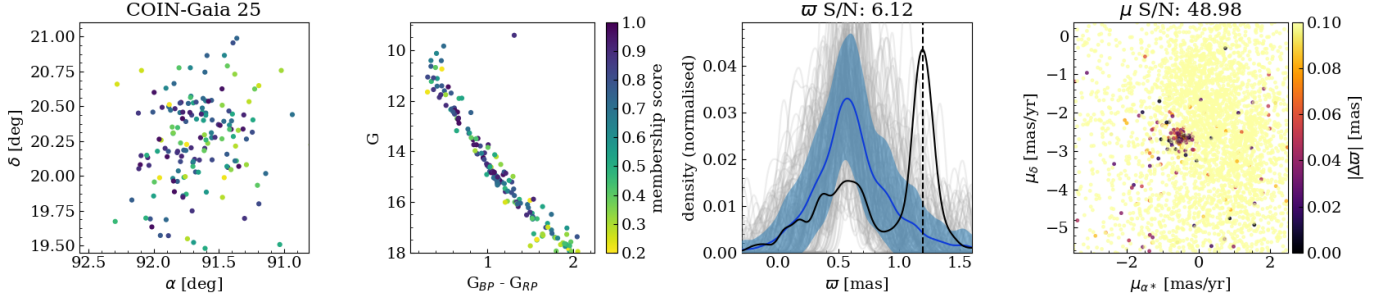 COIN-Gaia 25
21.00
20.75
20.50
20.25
20.00
19.75
19.50
δ [deg]
92.5 92.0 91.5 91.0
α [deg]
10
12
14
16
18
G
1 2
G_BP - G_RP
1.0
0.9
0.8
0.7
0.6
0.5
0.4
0.3
0.2
membership score
ϖ S/N: 6.12
0.04
0.03
0.02
0.01
0.00
density (normalised)
0.0 0.5 1.0 1.5
ϖ [mas]
μ S/N: 48.98
0
−1
−2
−3
−4
−5
μ_δ [mas/yr]
−2 0 2
μ_α* [mas/yr]
0.10
0.08
0.06
0.04
0.02
0.00
|Δϖ| [mas]